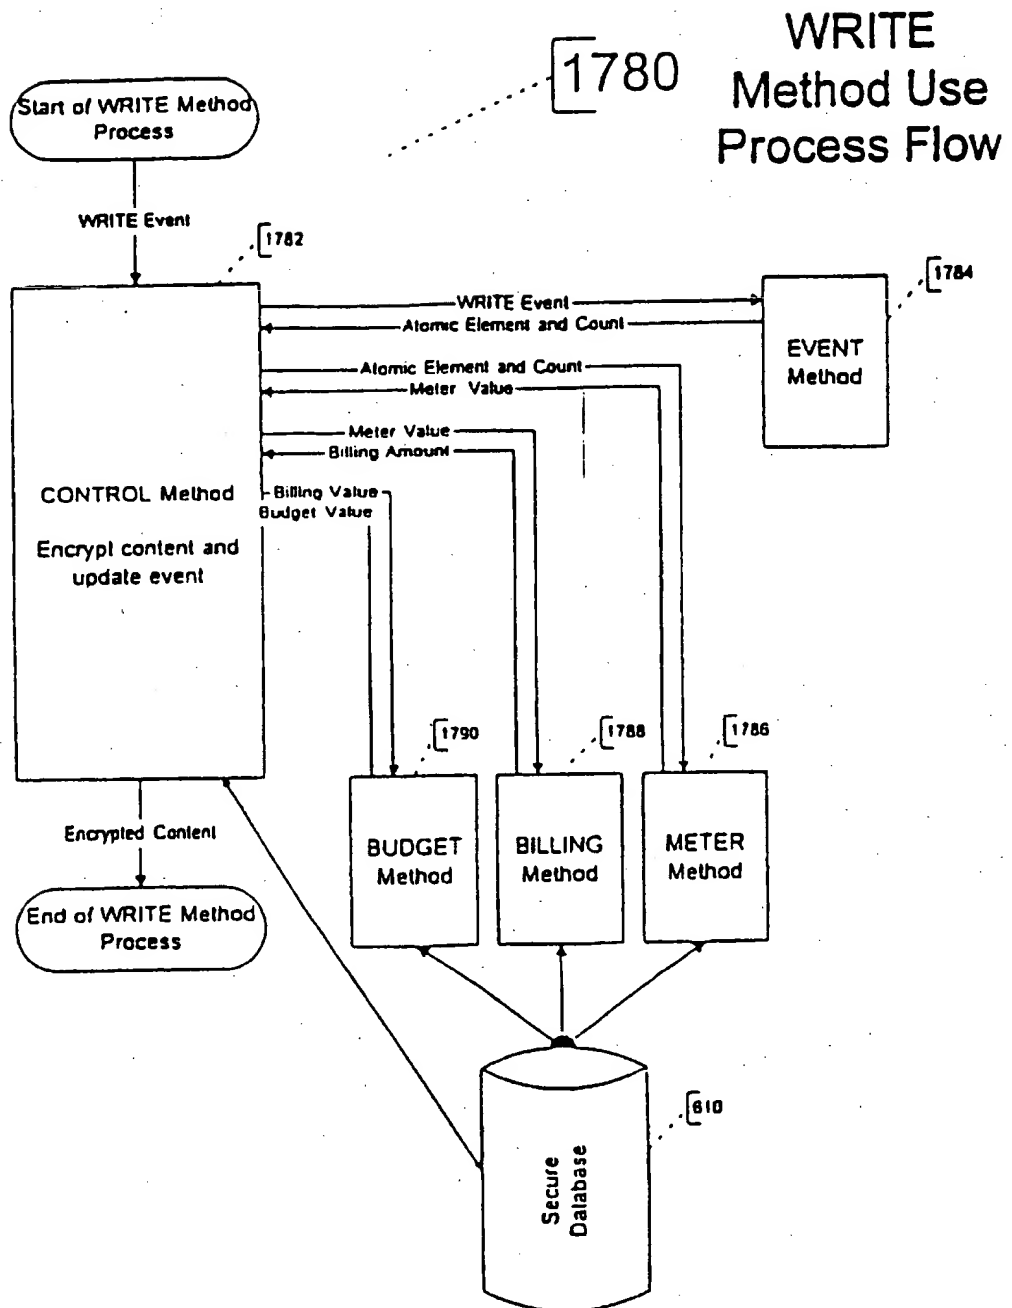 WRITE
Method Use
Process Flow
1780
Start of WRITE Method
Process
WRITE Event
1782
1784
WRITE Event
Atomic Element and Count
EVENT
Method
Atomic Element and Count
Meter Value
Meter Value
Billing Amount
CONTROL Method
Encrypt content and
update event
Billing Value
Budget Value
1790
1788
1786
BUDGET
Method
BILLING
Method
METER
Method
Encrypted Content
End of WRITE Method
Process
610
Secure
Database